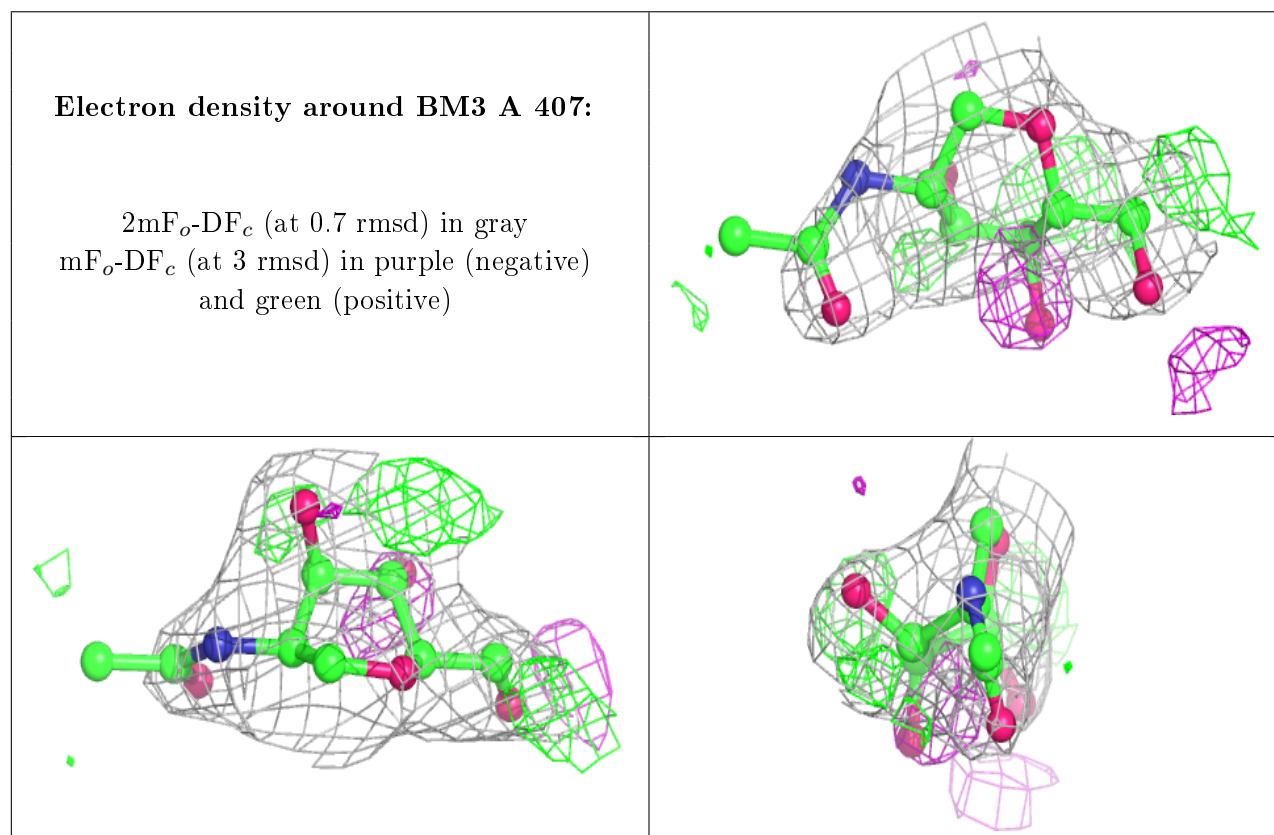 Electron density around BM3 A 407:
2mFₒ-DF𝒸 (at 0.7 rmsd) in gray
mFₒ-DF𝒸 (at 3 rmsd) in purple (negative)
and green (positive)